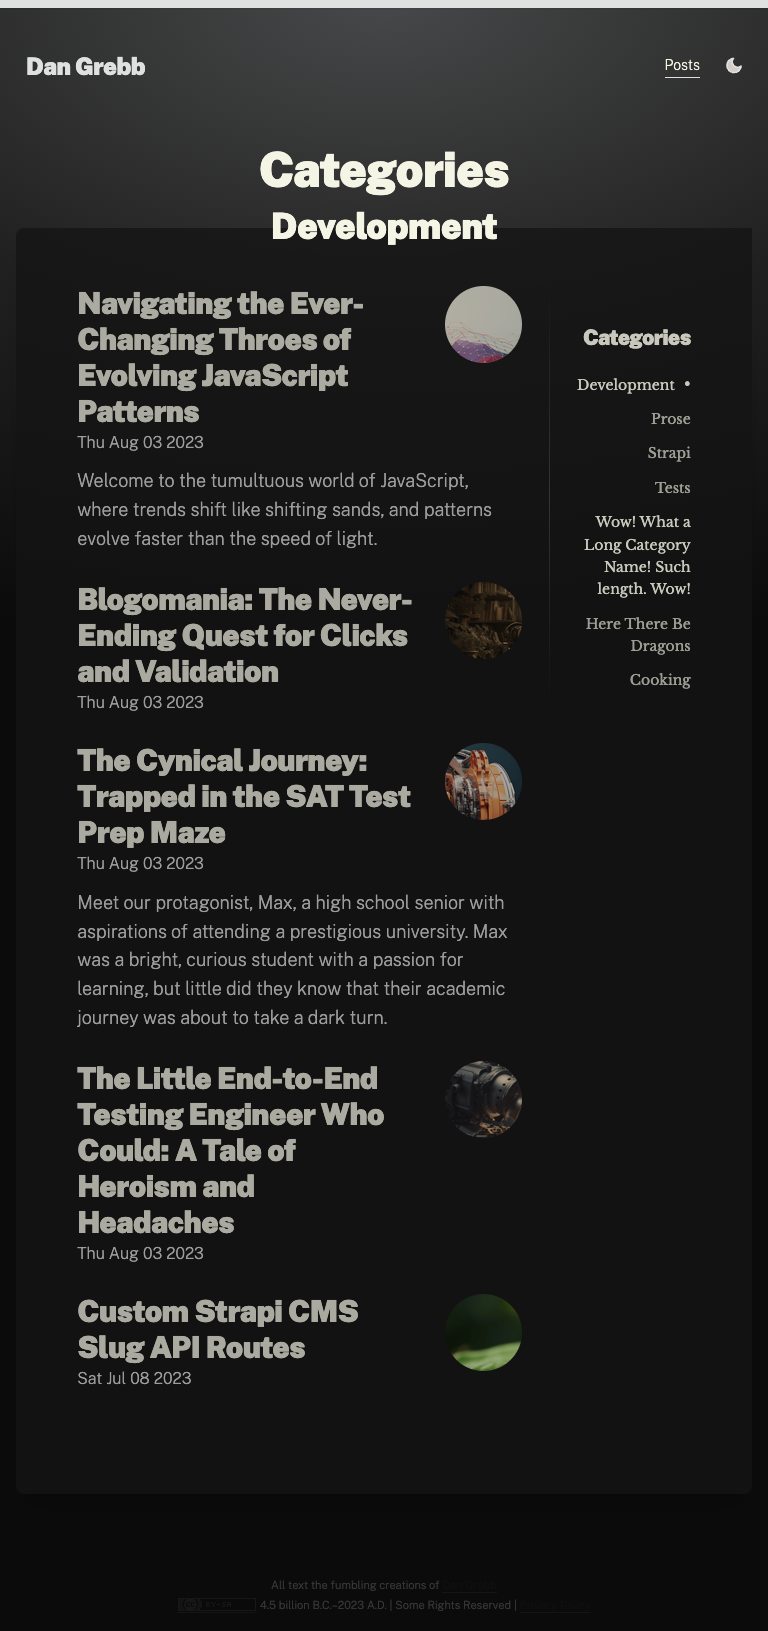 Dan Grebb
Posts
Categories
Development
Navigating the Ever-
Changing Throes of
Evolving JavaScript
Patterns
Thu Aug 03 2023
Welcome to the tumultuous world of JavaScript,
where trends shift like shifting sands, and patterns
evolve faster than the speed of light.
Blogomania: The Never-
Ending Quest for Clicks
and Validation
Thu Aug 03 2023
The Cynical Journey:
Trapped in the SAT Test
Prep Maze
Thu Aug 03 2023
Meet our protagonist, Max, a high school senior with
aspirations of attending a prestigious university. Max
was a bright, curious student with a passion for
learning, but little did they know that their academic
journey was about to take a dark turn.
The Little End-to-End
Testing Engineer Who
Could: A Tale of
Heroism and
Headaches
Thu Aug 03 2023
Custom Strapi CMS
Slug API Routes
Sat Jul 08 2023
Categories
Development •
Prose
Strapi
Tests
Wow! What a
Long Category
Name! Such
length. Wow!
Here There Be
Dragons
Cooking
All text the fumbling creations of
4.5 billion B.C.–2023 A.D. | Some Rights Reserved |